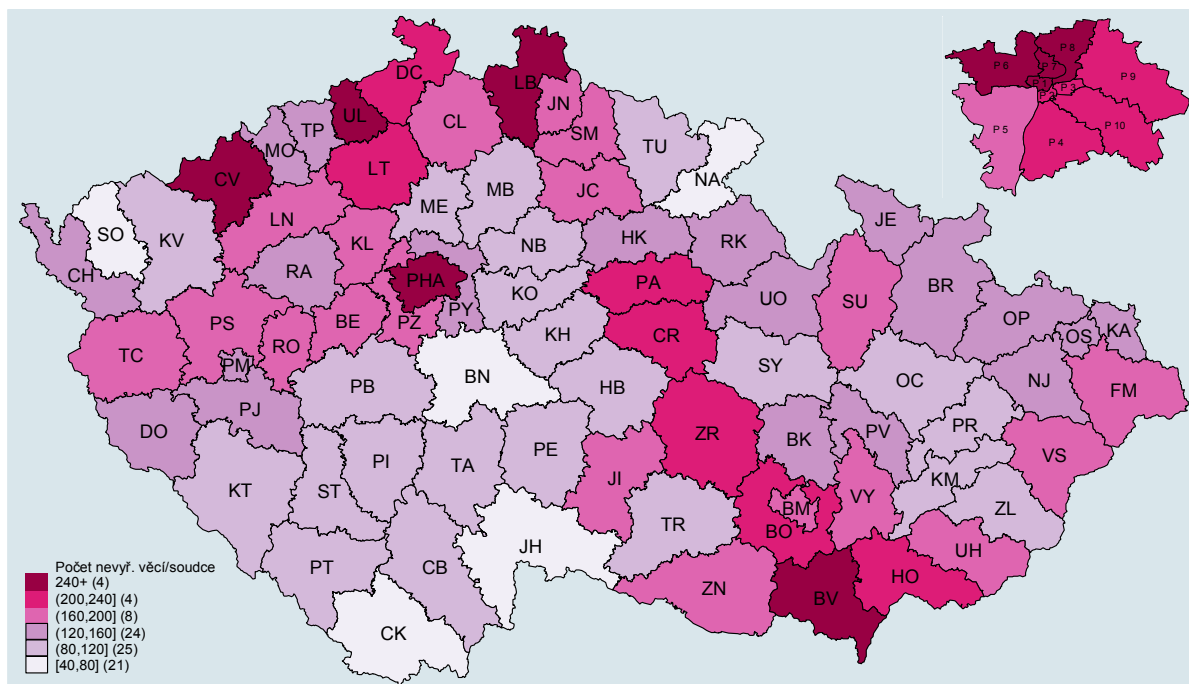 DC
LB
P 8
P 6
P 7
P 9
P 1
P 3
P 2
P 5
P 10
P 4
JN
UL
CL
SM
TP
MO
TU
LT
CV
NA
MB
JC
ME
LN
SO
KV
KL
NB
HK
RK
JE
CH
RA
PHA
PA
KO
UO
SU
BR
PY
PS
BE
PZ
OP
KA
OS
TC
RO
KH
CR
PM
SY
BN
OC
NJ
FM
PB
HB
PJ
DO
ZR
BK
PV
PR
VS
PI
TA
PE
KT
ST
JI
KM
VY
BM
ZL
TR
BO
JH
UH
PT
CB
HO
ZN
BV
CK
Počet nevyř. věcí/soudce
240+ (4)
(200,240] (4)
(160,200] (8)
(120,160] (24)
(80,120] (25)
[40,80] (21)